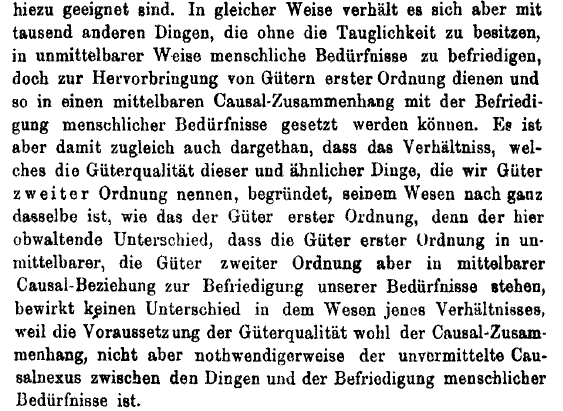 hiezu geeignet sind. In gleicher Weise verhält es sich aber mit
tausend anderen Dingen, die ohne die Tauglichkeit zu besitzen,
in unmittelbarer Weise menschliche Bedürfnisse zu befriedigen,
doch zur Hervorbringung von Gütern erster Ordnung dienen und
so in einen mittelbaren Causal-Zusammenhang mit der Befriedi-
gung menschlicher Bedürfnisse gesetzt werden können. Es ist
aber damit zugleich auch dargethan, dass das Verhältniss, wel-
ches die Güterqualität dieser und ähnlicher Dinge, die wir Güter
zweiter Ordnung nennen, begründet, seinem Wesen nach ganz
dasselbe ist, wie das der Güter erster Ordnung, denn der hier
obwaltende Unterschied, dass die Güter erster Ordnung in un-
mittelbarer, die Güter zweiter Ordnung aber in mittelbarer
Causal-Beziehung zur Befriedigung unserer Bedürfnisse stehen,
bewirkt keinen Unterschied in dem Wesen jenes Verhältnisses,
weil die Voraussetzung der Güterqualität wohl der Causal-Zusam-
menhang, nicht aber nothwendigerweise der unvermittelte Cau-
salnexus zwischen den Dingen und der Befriedigung menschlicher
Bedürfnisse ist.